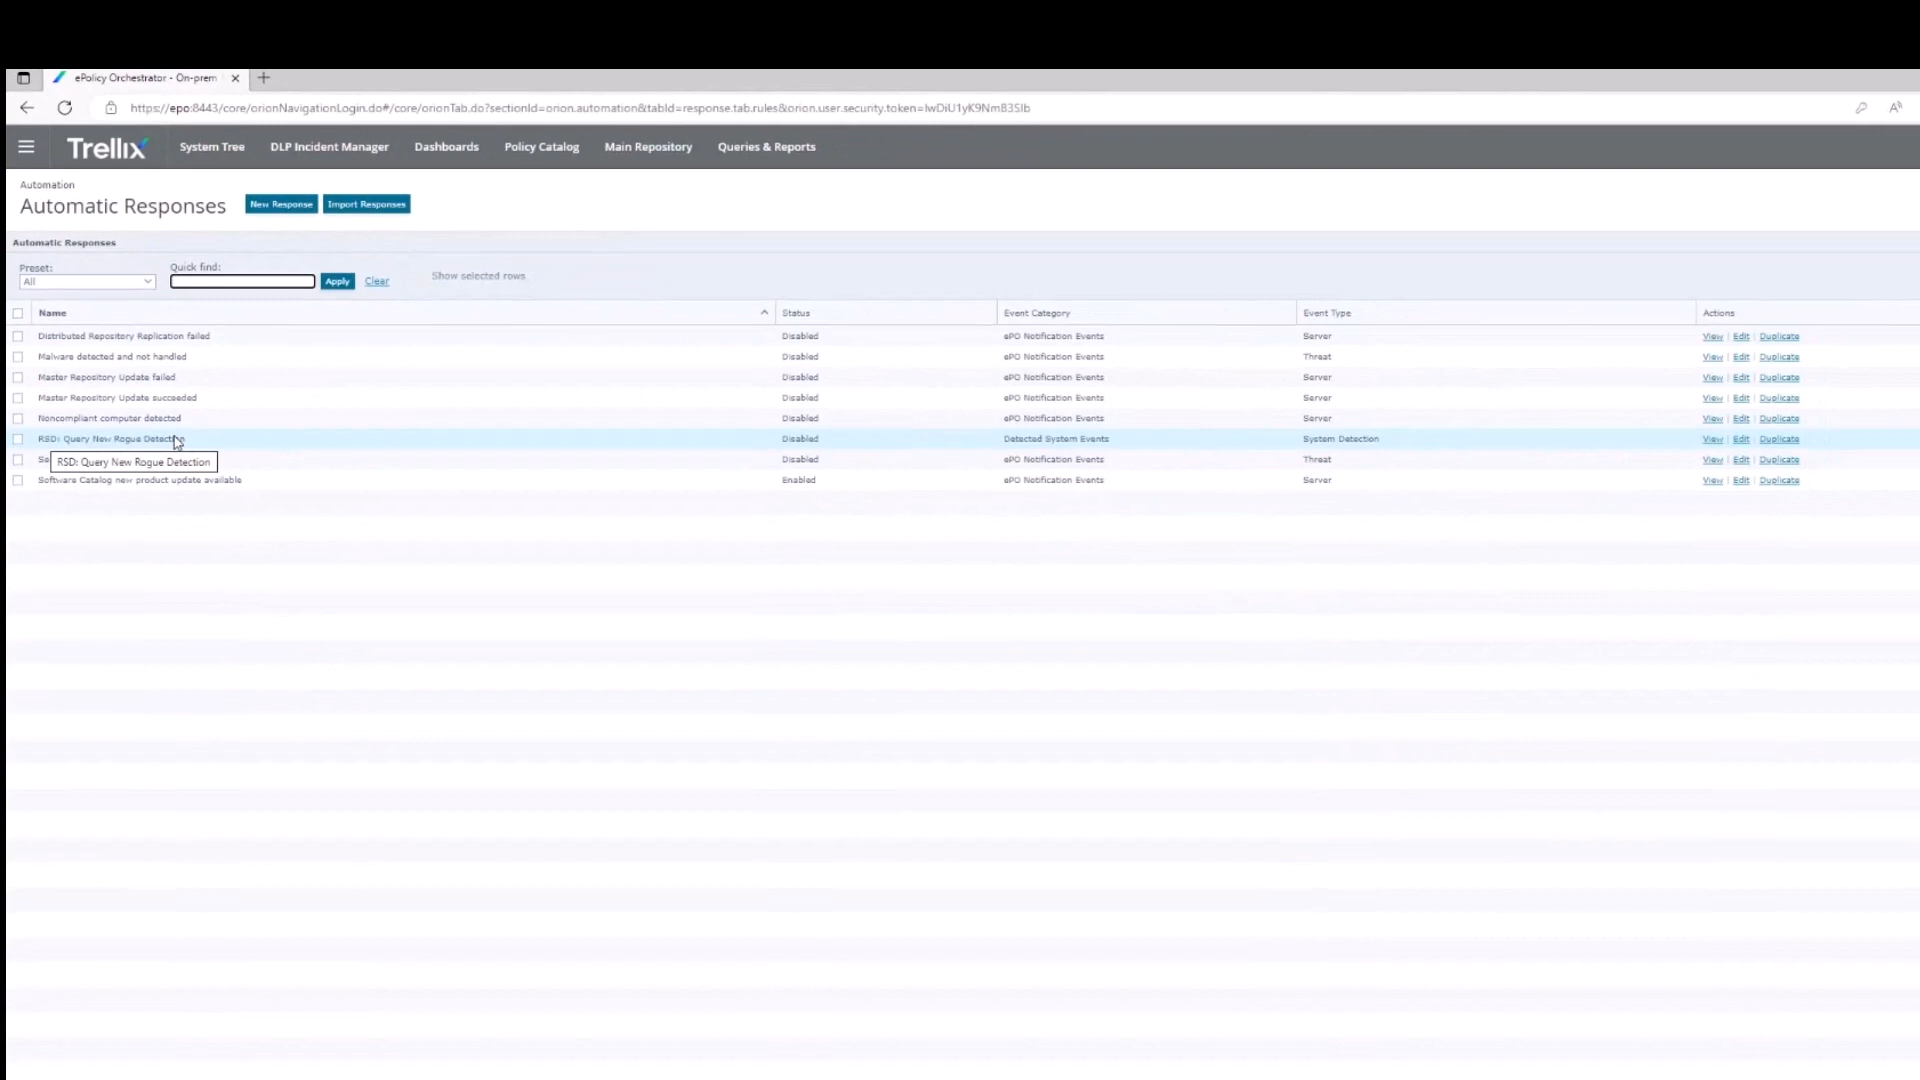 ePolicy Orchestrator - On-prem
https://epo:8443/core/orionNavigationLogin.do#/core/orionTab.do?sectionId=orion.automation&tabId=response.tab.rules&orion.user.security.token=
Trellix System Tree DLP Incident Manager Dashboards Policy Catalog Main Repository Queries & Reports
Automation
Automatic Responses New Response Import Responses
Automatic Responses
Preset: Quick find:
All Apply Clear Show selected rows
Name Status Event Category Event Type Actions
Distributed Repository Replication failed Disabled ePO Notification Events Server View | Edit | Duplicate
Malware detected and not handled Disabled ePO Notification Events Threat View | Edit | Duplicate
Master Repository Update failed Disabled ePO Notification Events Server View | Edit | Duplicate
Master Repository Update succeeded Disabled ePO Notification Events Server View | Edit | Duplicate
Noncompliant computer detected Disabled ePO Notification Events Server View | Edit | Duplicate
RSD: Query New Rogue Detection Disabled Detected System Events System Detection View | Edit | Duplicate
Disabled ePO Notification Events Threat View | Edit | Duplicate
RSD: Query New Rogue Detection
Software Catalog new product update available Enabled ePO Notification Events Server View | Edit | Duplicate